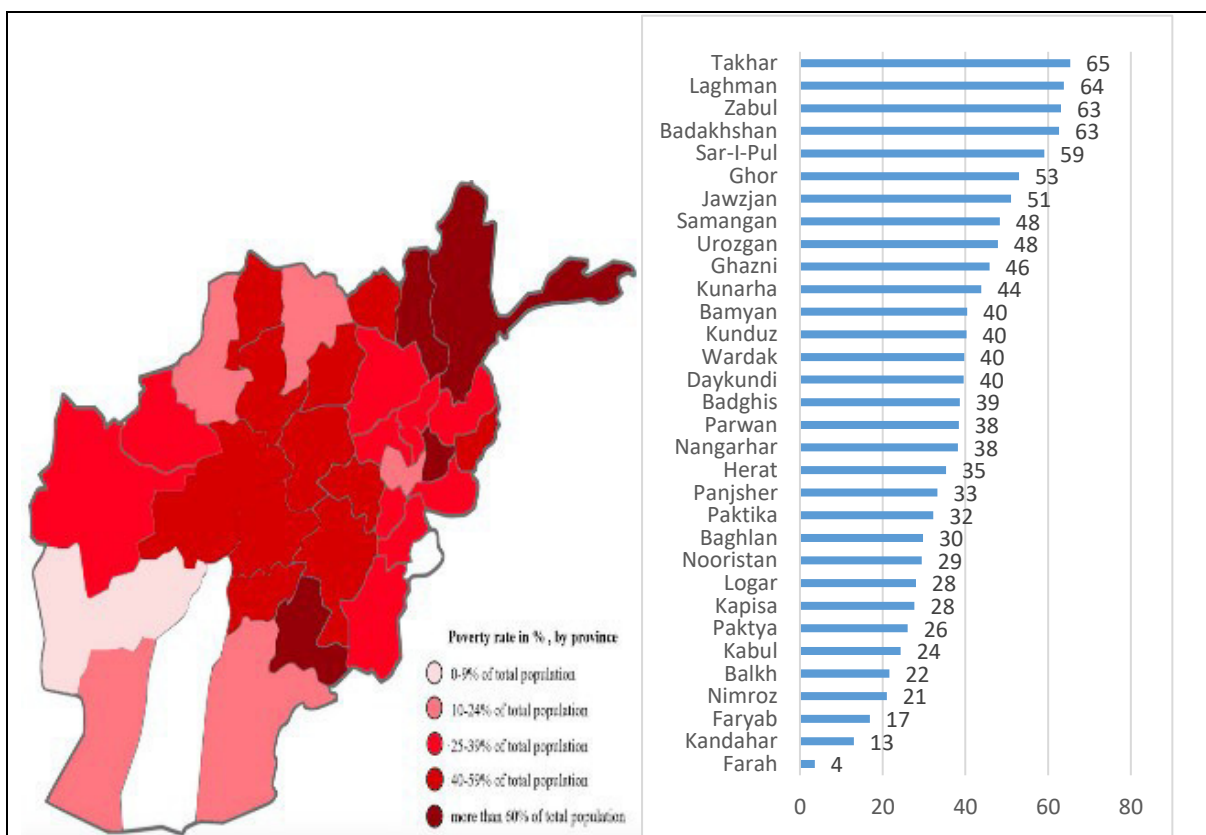 Poverty rate in % , by province
0-9% of total population
10-24% of total population
25-39% of total population
40-59% of total population
more than 60% of total population
Takhar 65
Laghman 64
Zabul 63
Badakhshan 63
Sar-I-Pul 59
Ghor 53
Jawzjan 51
Samangan 48
Urozgan 48
Ghazni 46
Kunarha 44
Bamyan 40
Kunduz 40
Wardak 40
Daykundi 40
Badghis 39
Parwan 38
Nangarhar 38
Herat 35
Panjsher 33
Paktika 32
Baghlan 30
Nooristan 29
Logar 28
Kapisa 28
Paktya 26
Kabul 24
Balkh 22
Nimroz 21
Faryab 17
Kandahar 13
Farah 4
0 20 40 60 80